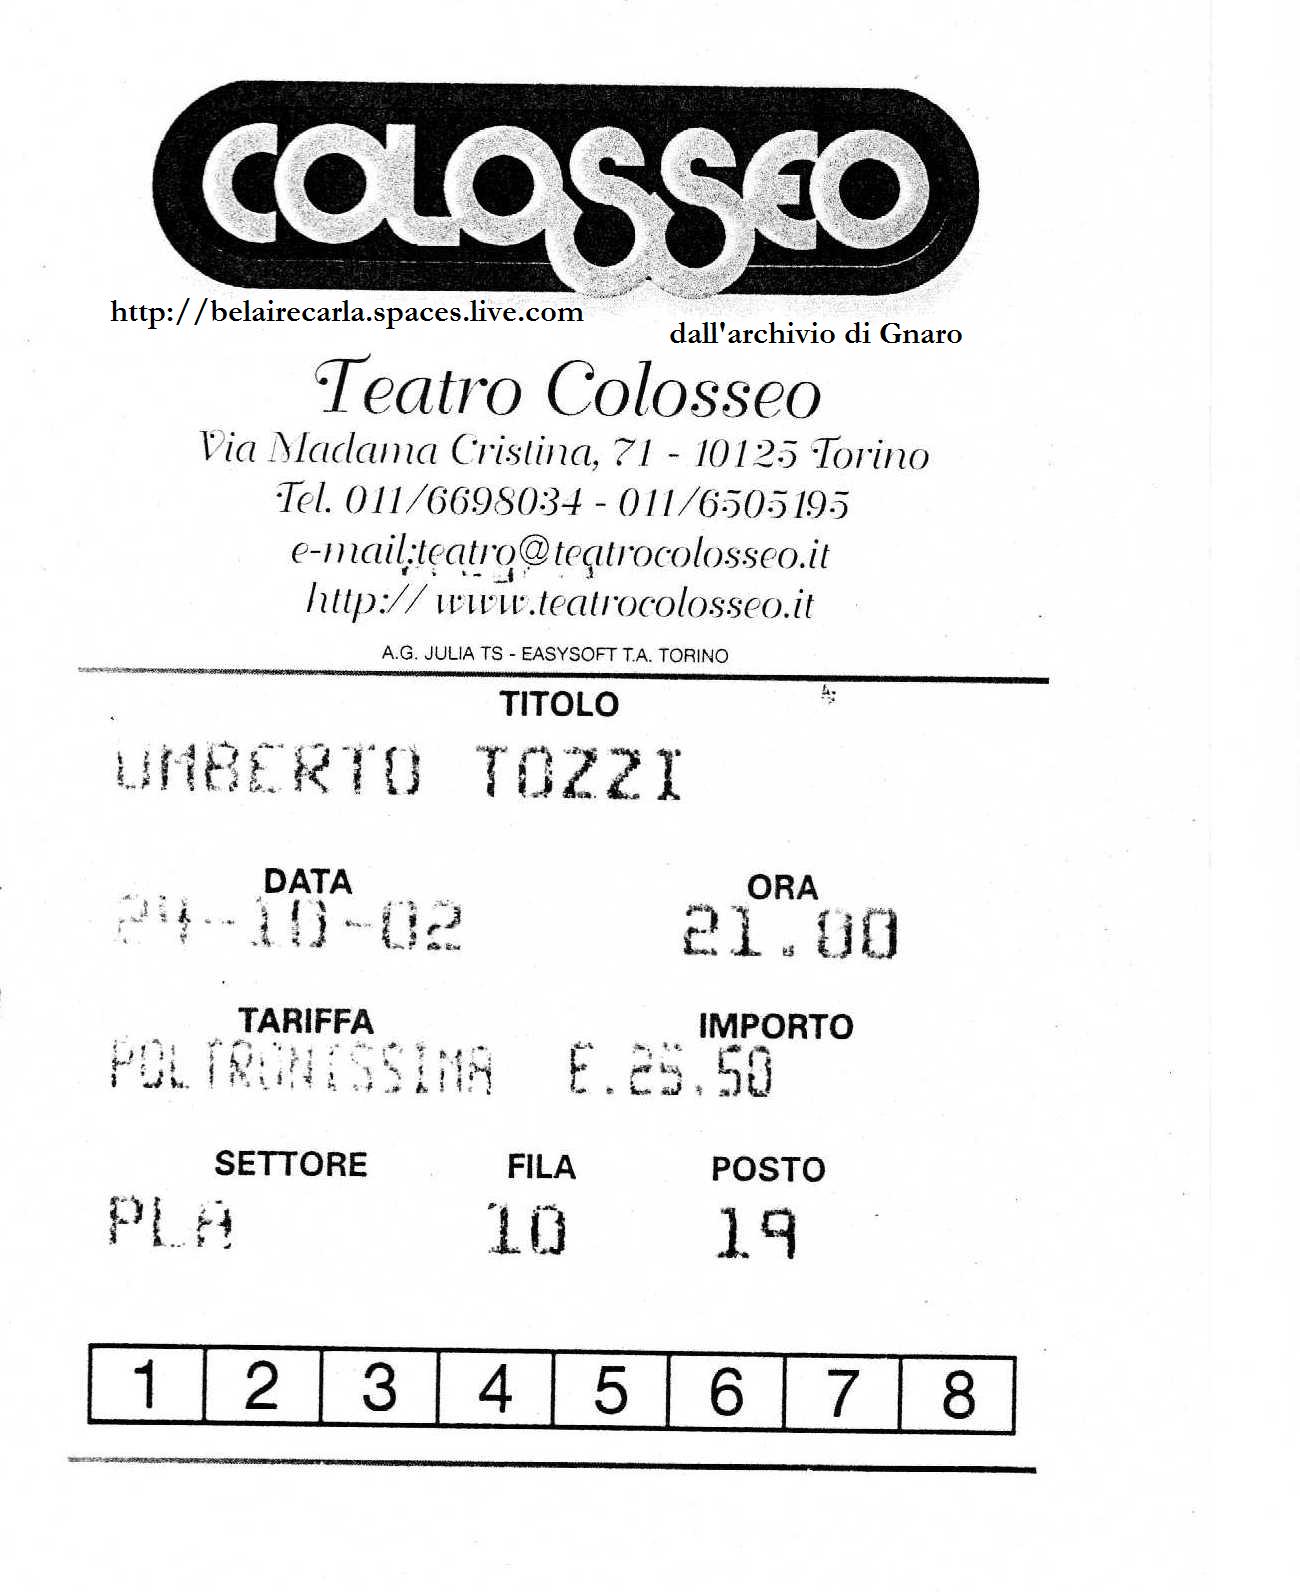 COLOSSEO
http://belairecarla.spaces.live.com
dall'archivio di Gnaro
Teatro Colosseo
Via Madama Cristina, 71 - 10125 Torino
Tel. 011/6698034 - 011/6505195
e-mail:teatro@teatrocolosseo.it
http:// www.teatrocolosseo.it
A.G. JULIA TS - EASYSOFT T.A. TORINO
TITOLO
UMBERTO TOZZI
DATA ORA
24-10-02 21.00
TARIFFA IMPORTO
POLTRONISSIMA E.25.50
SETTORE FILA POSTO
PLA 10 19
1 2 3 4 5 6 7 8